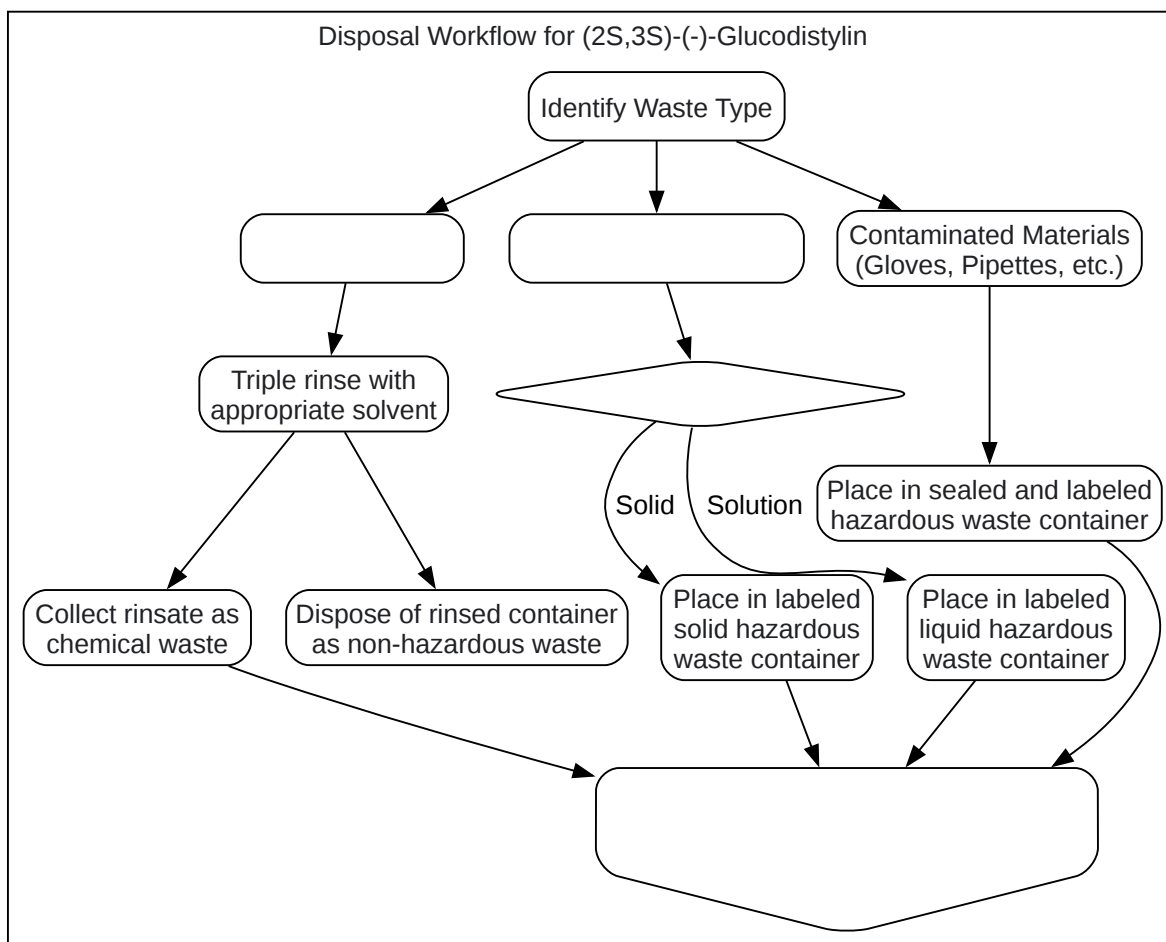 Disposal Workflow for (2S,3S)-(-)-Glucodistylin
Identify Waste Type
Contaminated Materials
(Gloves, Pipettes, etc.)
Triple rinse with
appropriate solvent
Solid
Solution
Place in sealed and labeled
hazardous waste container
Collect rinsate as
chemical waste
Dispose of rinsed container
as non-hazardous waste
Place in labeled
solid hazardous
waste container
Place in labeled
liquid hazardous
waste container